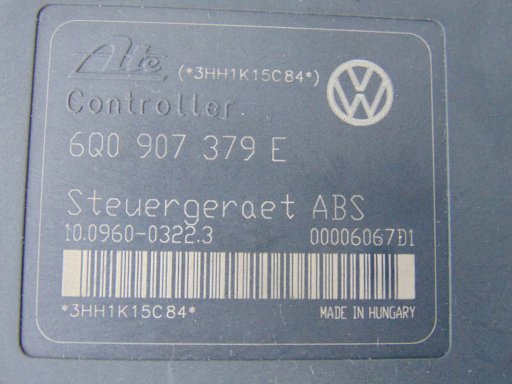 Ate (*3HH1K15C84*)
Controller
6Q0 907 379 E
Steuergeraet ABS
10.0960-0322.3 00006067D1
*3HH1K15C84* MADE IN HUNGARY